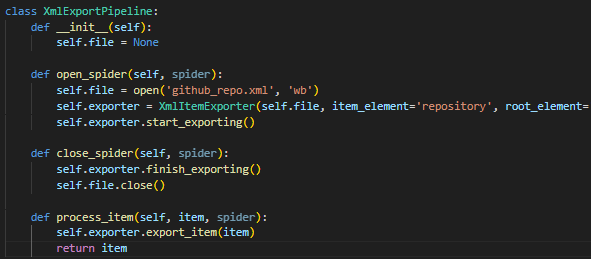 class XmlExportPipeline:
    def __init__(self):
        self.file = None
    def open_spider(self, spider):
        self.file = open('github_repo.xml', 'wb')
        self.exporter = XmlItemExporter(self.file, item_element='repository', root_element=
        self.exporter.start_exporting()
    def close_spider(self, spider):
        self.exporter.finish_exporting()
        self.file.close()
    def process_item(self, item, spider):
        self.exporter.export_item(item)
        return item